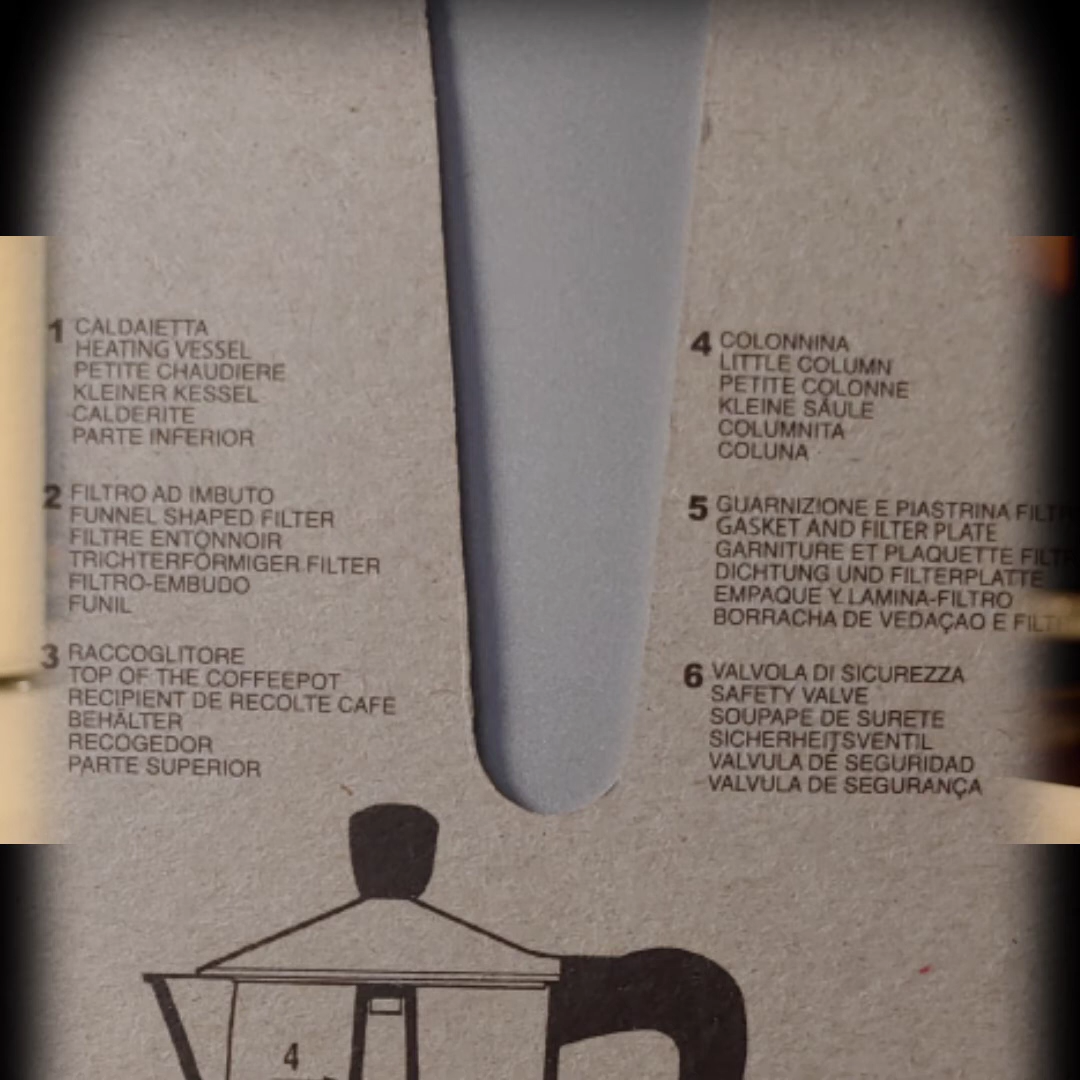 1 CALDAIETTA
HEATING VESSEL
PETITE CHAUDIERE
KLEINER KESSEL
CALDERITE
PARTE INFERIOR
2 FILTRO AD IMBUTO
FUNNEL SHAPED FILTER
FILTRE ENTONNOIR
TRICHTERFÖRMIGER FILTER
FILTRO-EMBUDO
FUNIL
3 RACCOGLITORE
TOP OF THE COFFEEPOT
RECIPIENT DE RECOLTE CAFE
BEHÄLTER
RECOGEDOR
PARTE SUPERIOR
4 COLONNINA
LITTLE COLUMN
PETITE COLONNE
KLEINE SÄULE
COLUMNITA
COLUNA
5 GUARNIZIONE E PIASTRINA
GASKET AND FILTER PLATE
GARNITURE ET PLAQUETTE
DICHTUNG UND FILTERPLATTE
EMPAQUE Y LAMINA-FILTRO
BORRACHA DE VEDAÇAO E
6 VALVOLA DI SICUREZZA
SAFETY VALVE
SOUPAPE DE SURETE
SICHERHEITSVENTIL
VALVULA DE SEGURIDAD
VALVULA DE SEGURANÇA
4